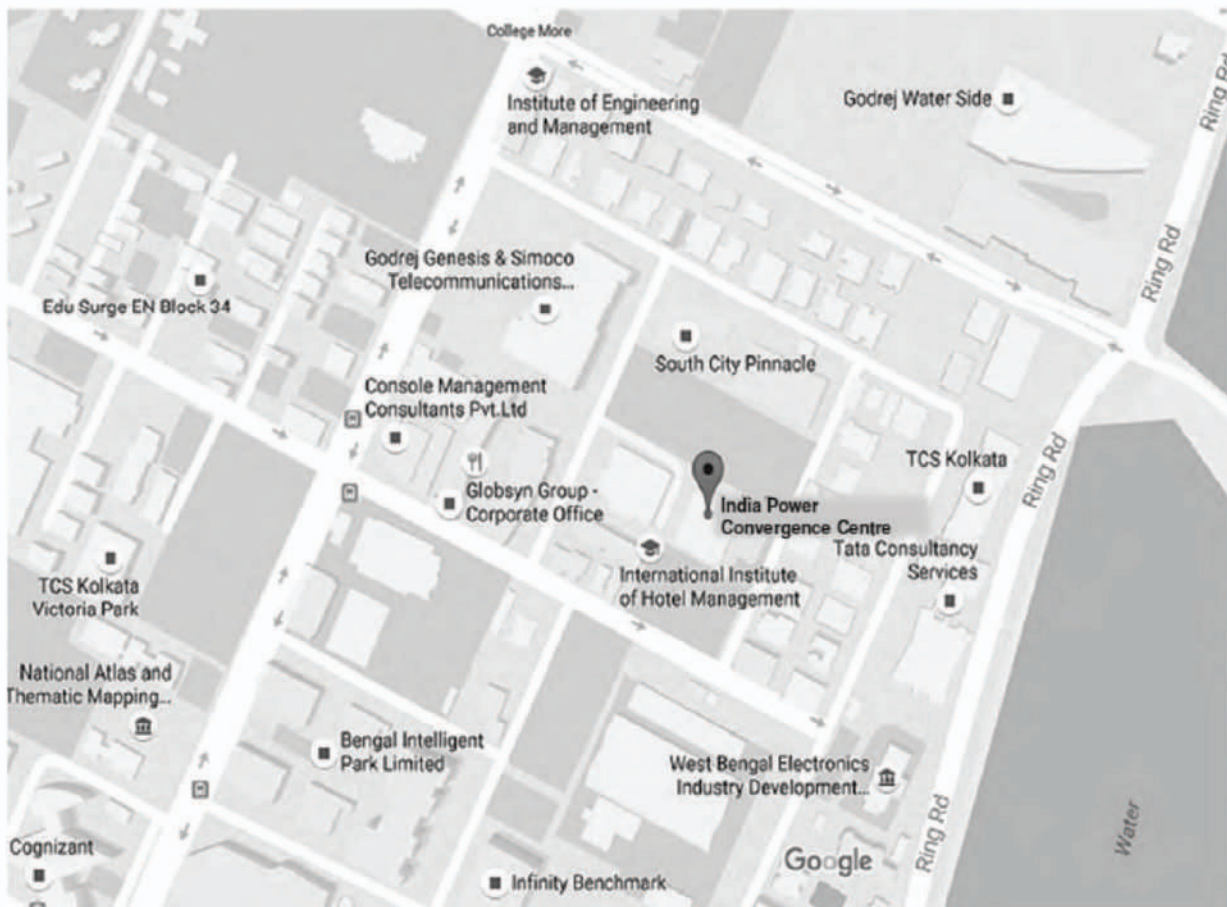 College More
Institute of Engineering
and Management
Godrej Water Side
Ring Rd
Ring Rd
Godrej Genesis & Simoco
Telecommunications...
Edu Surge EN Block 34
South City Pinnacle
Console Management
Consultants Pvt.Ltd
TCS Kolkata
Ring Rd
Globsyn Group -
Corporate Office
India Power
Convergence Centre
Tata Consultancy
Services
TCS Kolkata
Victoria Park
International Institute
of Hotel Management
National Atlas and
Thematic Mapping...
Bengal Intelligent
Park Limited
West Bengal Electronics
Industry Development...
Water
Ring Rd
Cognizant
Google
Infinity Benchmark